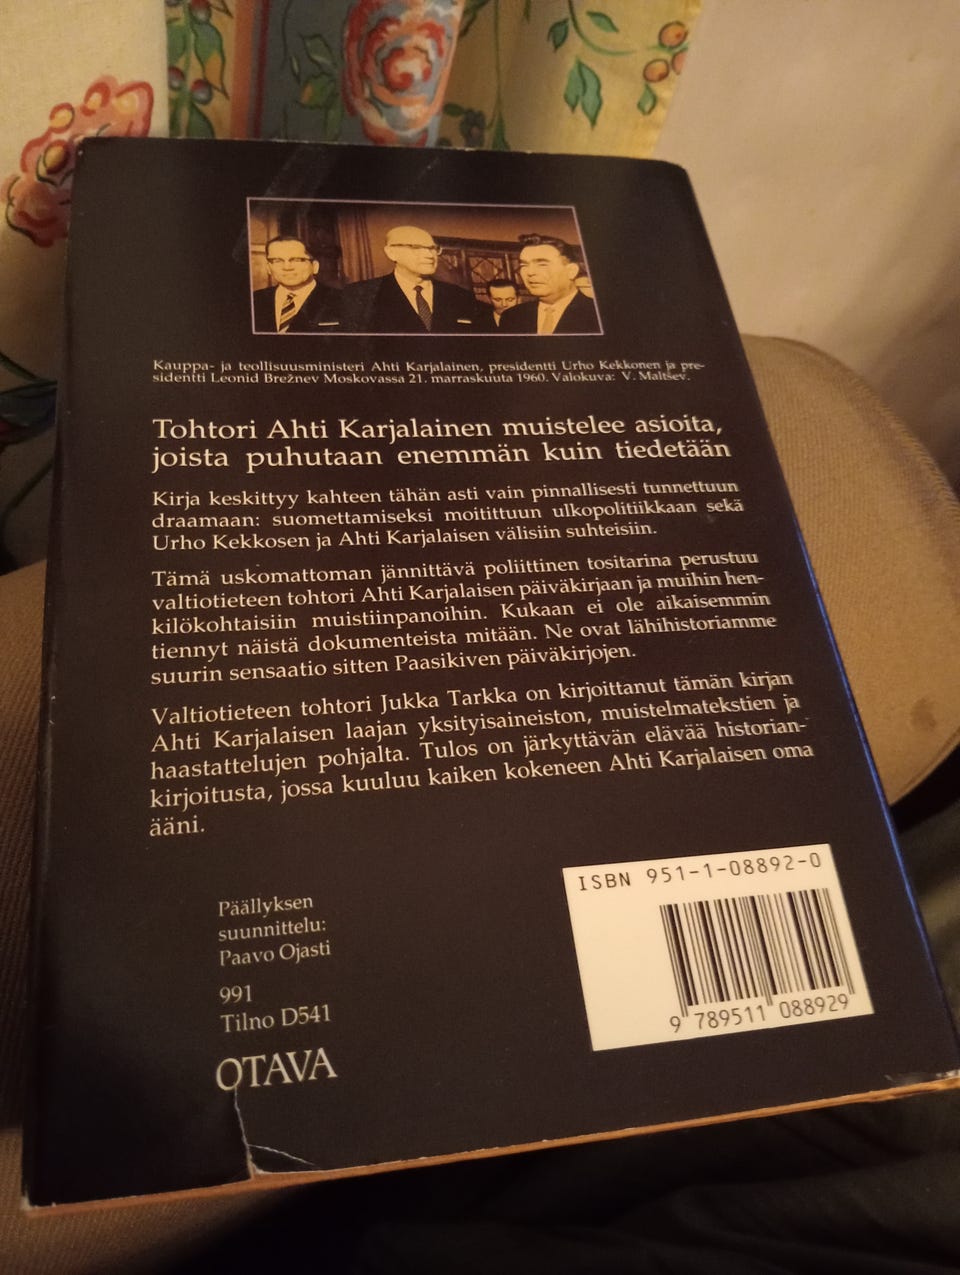 Kauppa- ja teollisuusministeri Ahti Karjalainen, presidentti Urho Kekkonen ja pre-
sidentti Leonid Brežnev Moskovassa 21. marraskuuta 1960. Valokuva: V. Maltšev.
Tohtori Ahti Karjalainen muistelee asioita,
joista puhutaan enemmän kuin tiedetään
Kirja keskittyy kahteen tähän asti vain pinnallisesti tunnettuun
draamaan: suomettamiseksi moitittuun ulkopolitiikkaan sekä
Urho Kekkosen ja Ahti Karjalaisen välisiin suhteisiin.
Tämä uskomattoman jännittävä poliittinen tositarina perustuu
valtiotieteen tohtori Ahti Karjalaisen päiväkirjaan ja muihin hen-
kilökohtaisiin muistiinpanoihin. Kukaan ei ole aikaisemmin
tiennyt näistä dokumenteista mitään. Ne ovat lähihistoriamme
suurin sensaatio sitten Paasikiven päiväkirjojen.
Valtiotieteen tohtori Jukka Tarkka on kirjoittanut tämän kirjan
Ahti Karjalaisen laajan yksityisaineiston, muistelmatekstien ja
haastattelujen pohjalta. Tulos on järkyttävän elävää historian-
kirjoitusta, jossa kuuluu kaiken kokeneen Ahti Karjalaisen oma
ääni.
Päällyksen
suunnittelu:
Paavo Ojasti
991
Tilno D541
OTAVA
ISBN 951-1-08892-0
9 789511 088929